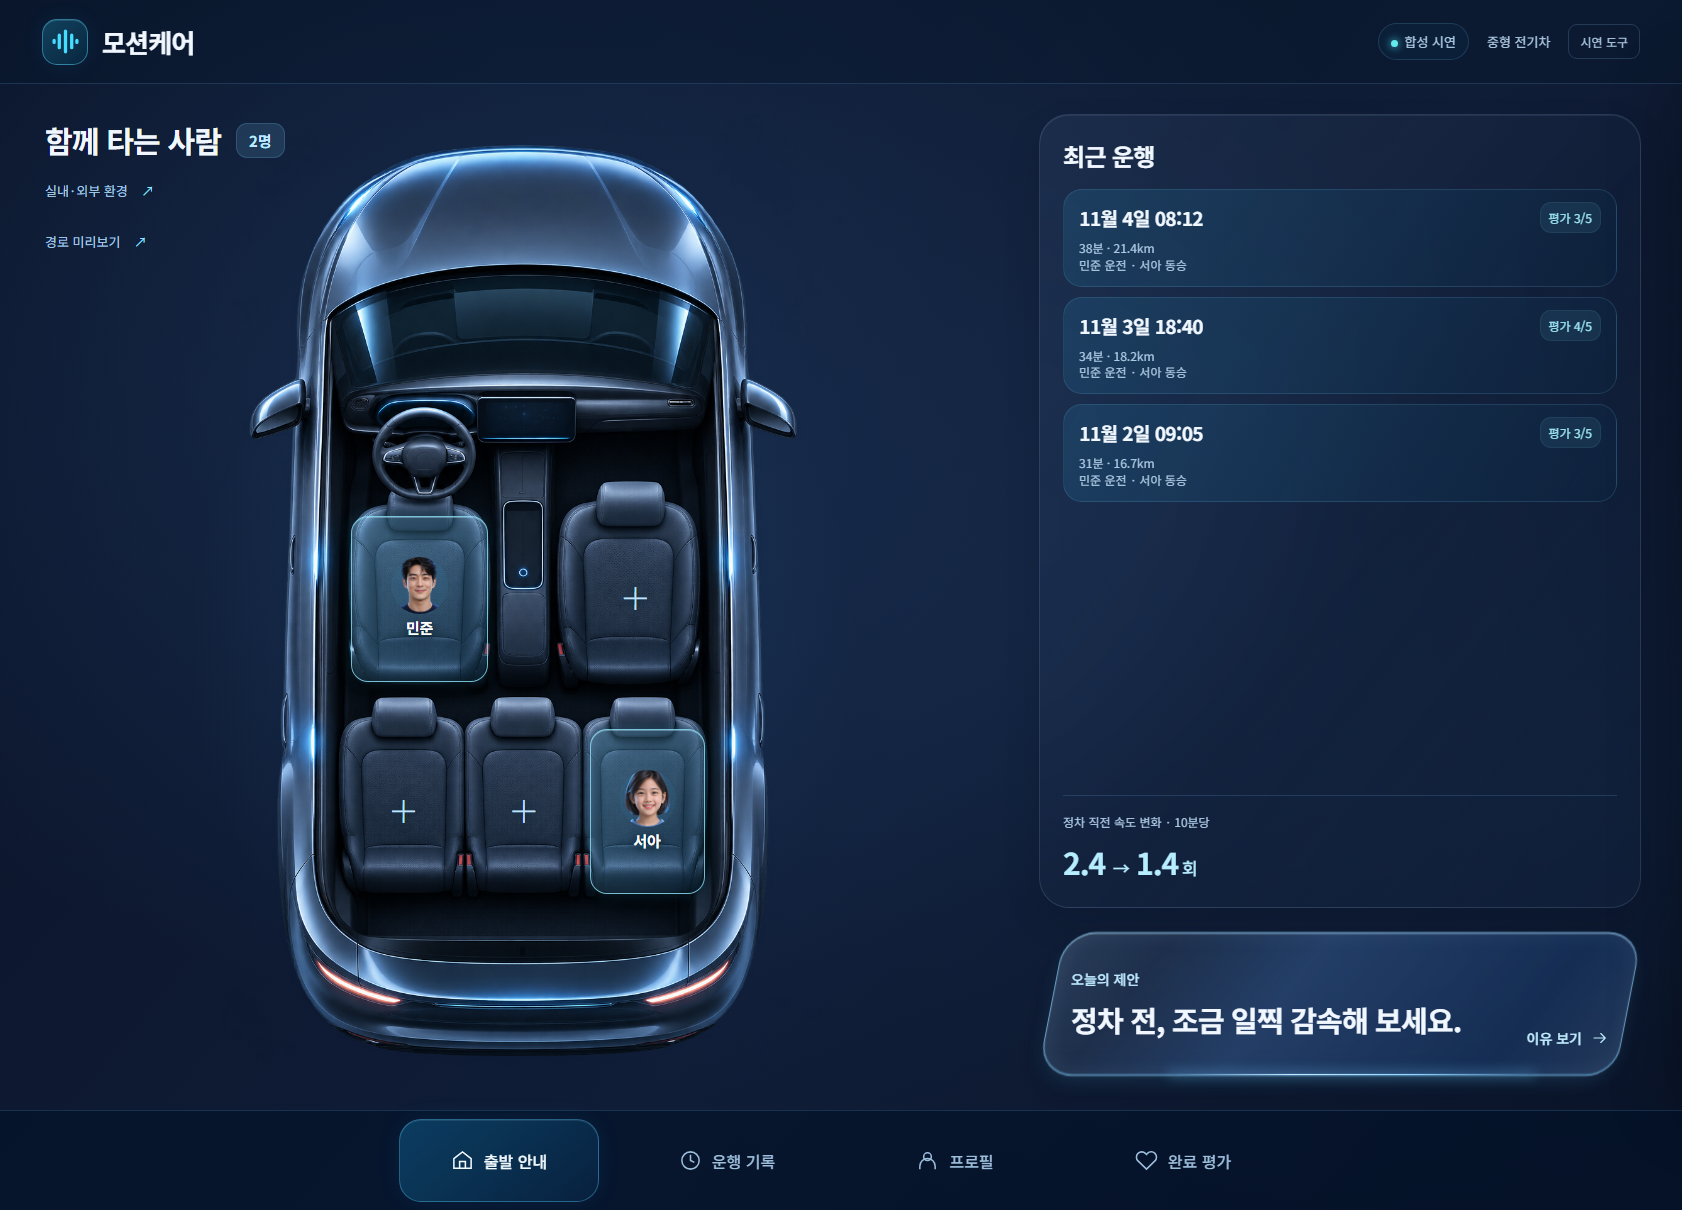 모션케어
합성 시연
중형 전기차
시연 도구
함께 타는 사람
2명
실내·외부 환경 ↗
경로 미리보기 ↗
민준
서아
최근 운행
11월 4일 08:12
평가 3/5
38분 · 21.4km
민준 운전 · 서아 동승
11월 3일 18:40
평가 4/5
34분 · 18.2km
민준 운전 · 서아 동승
11월 2일 09:05
평가 3/5
31분 · 16.7km
민준 운전 · 서아 동승
정차 직전 속도 변화 · 10분당
2.4 → 1.4회
오늘의 제안
정차 전, 조금 일찍 감속해 보세요.
이유 보기 →
출발 안내
운행 기록
프로필
완료 평가